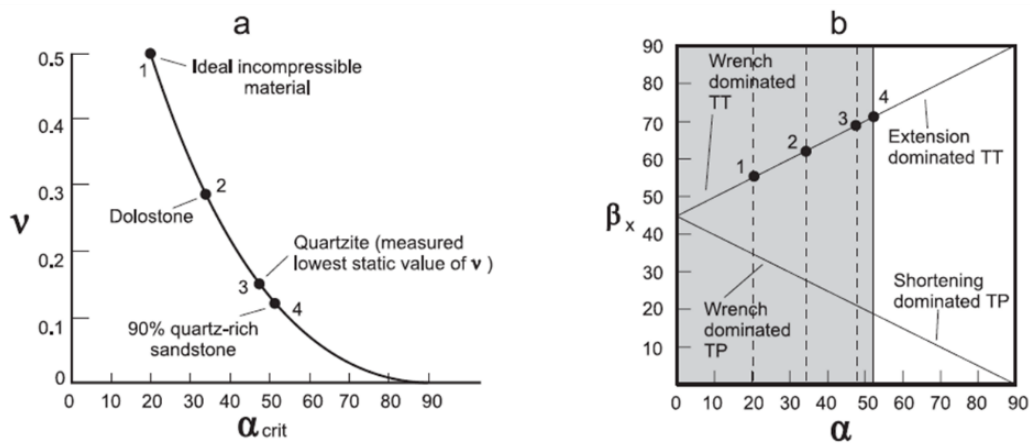 a
0.5
0.4
0.3
0.2
0.1
0
ν
1
Ideal incompressible
material
2
Dolostone
Quartzite (measured
lowest static value of ν )
3
4
90% quartz-rich
sandstone
0 10 20 30 40 50 60 70 80 90
α crit
b
90
80
70
60
50
40
30
20
10
βx
Wrench
dominated
TT
1
2
3
4
Extension
dominated TT
Wrench
dominated
TP
Shortening
dominated TP
0 10 20 30 40 50 60 70 80 90
α